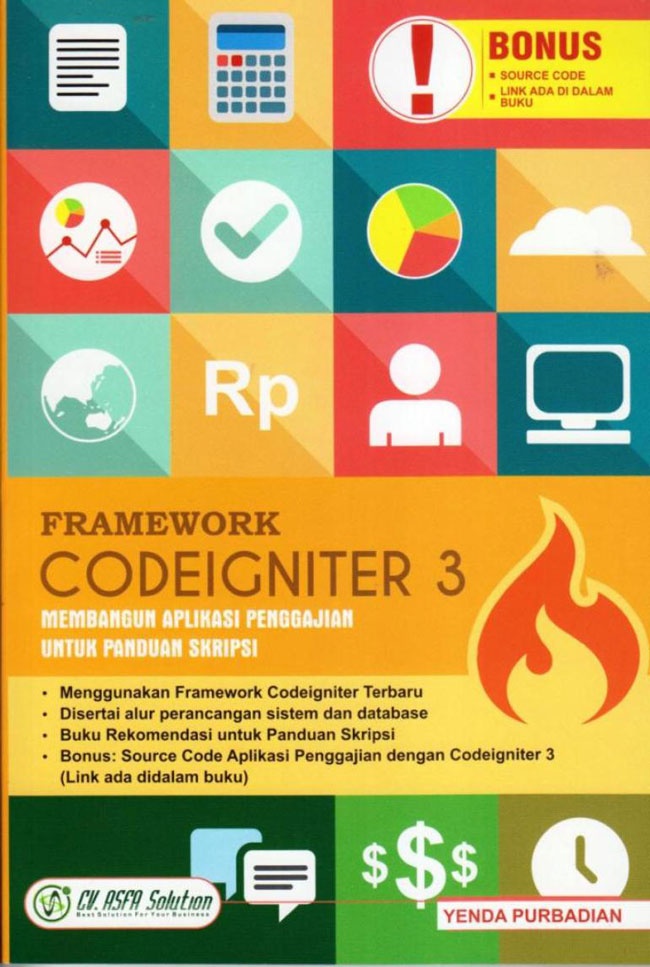 BONUS
▪ SOURCE CODE
▪ LINK ADA DI DALAM
BUKU
Rp
FRAMEWORK
CODEIGNITER 3
MEMBANGUN APLIKASI PENGGAJIAN
UNTUK PANDUAN SKRIPSI
• Menggunakan Framework Codeigniter Terbaru
• Disertai alur perancangan sistem dan database
• Buku Rekomendasi untuk Panduan Skripsi
• Bonus: Source Code Aplikasi Penggajian dengan Codeigniter 3
(Link ada didalam buku)
$$$
CV. ASFA Solution
Best Solution For Your Business
YENDA PURBADIAN